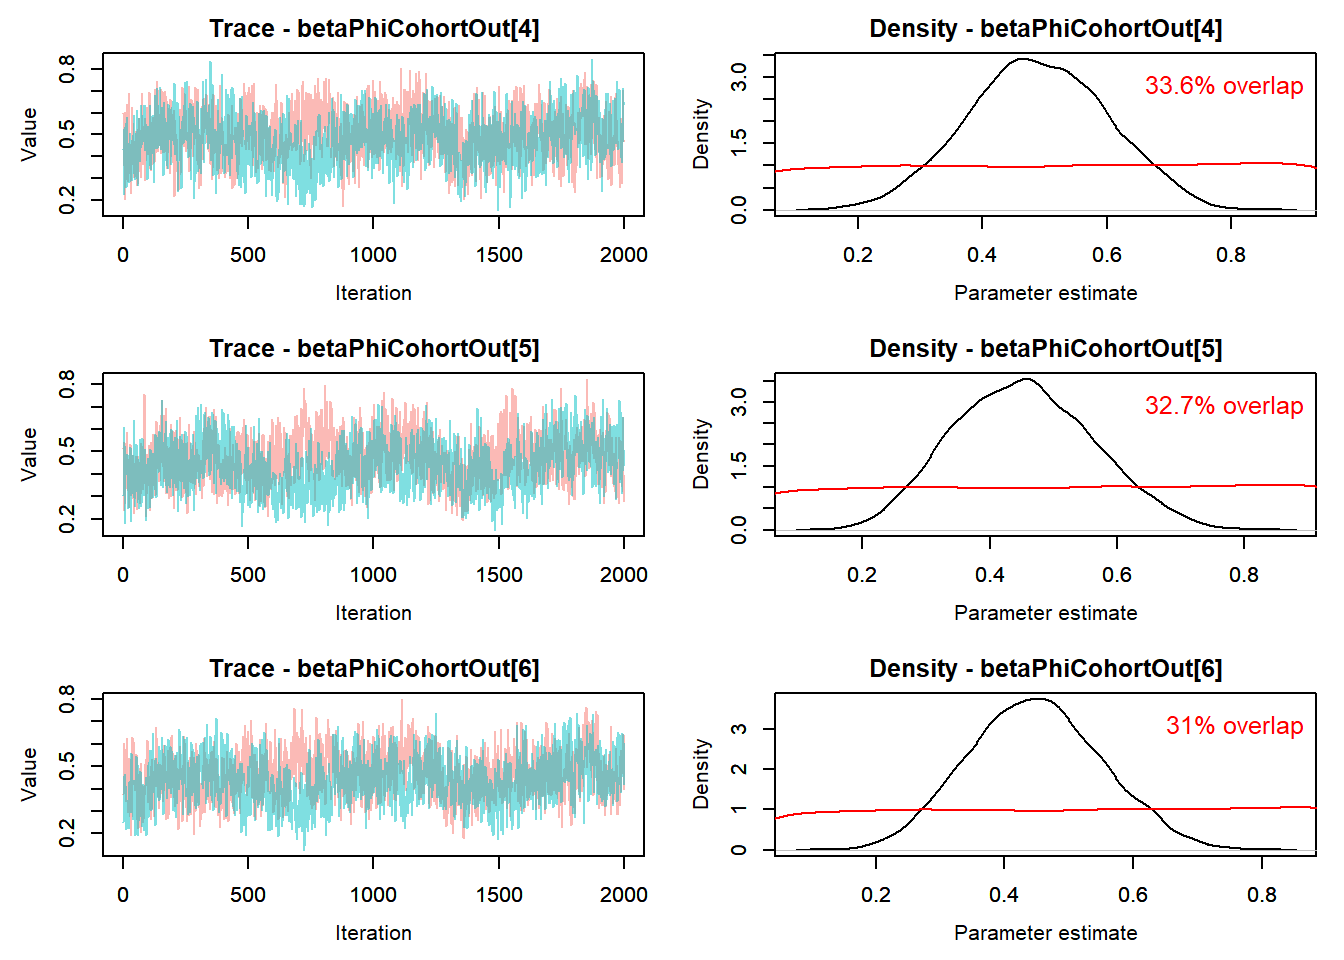 Trace - betaPhiCohortOut[4]
Value
0.2 0.5 0.8
0 500 1000 1500 2000
Iteration
Density - betaPhiCohortOut[4]
33.6% overlap
Density
0.0 1.5 3.0
0.2 0.4 0.6 0.8
Parameter estimate
Trace - betaPhiCohortOut[5]
Value
0.2 0.5 0.8
0 500 1000 1500 2000
Iteration
Density - betaPhiCohortOut[5]
32.7% overlap
Density
0.0 1.5 3.0
0.2 0.4 0.6 0.8
Parameter estimate
Trace - betaPhiCohortOut[6]
Value
0.2 0.5 0.8
0 500 1000 1500 2000
Iteration
Density - betaPhiCohortOut[6]
31% overlap
Density
0 1 2 3
0.2 0.4 0.6 0.8
Parameter estimate